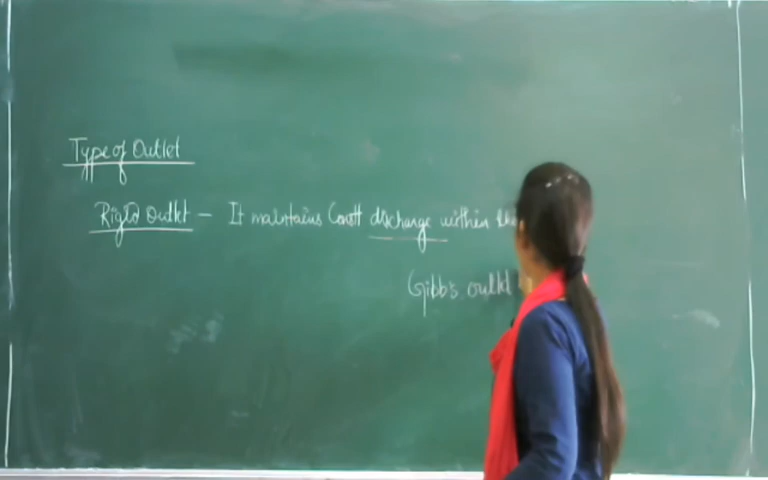 Type of Outlet
Rigid Outlet – It maintains Constt discharge within the
Gibb's outlet